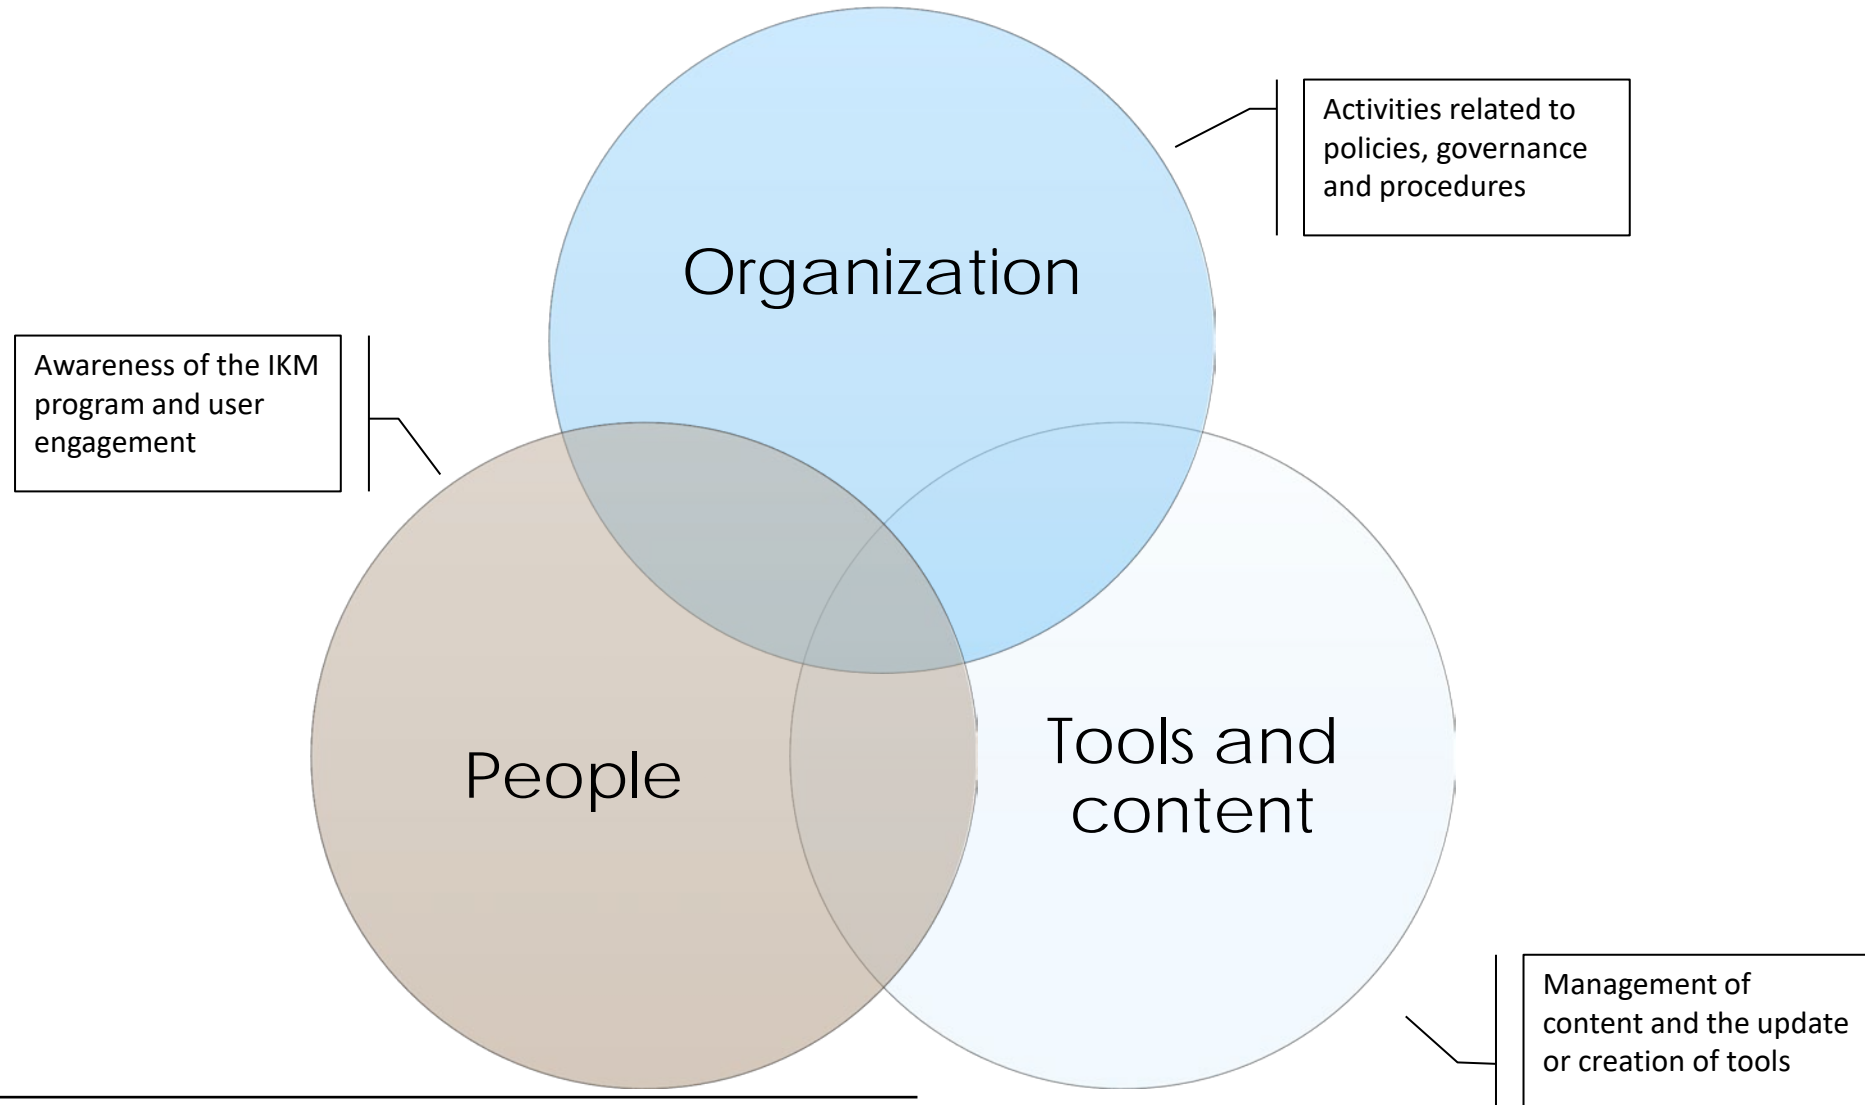 Activities related to
policies, governance
and procedures
Organization
Awareness of the IKM
program and user
engagement
People
Tools and
content
Management of
content and the update
or creation of tools